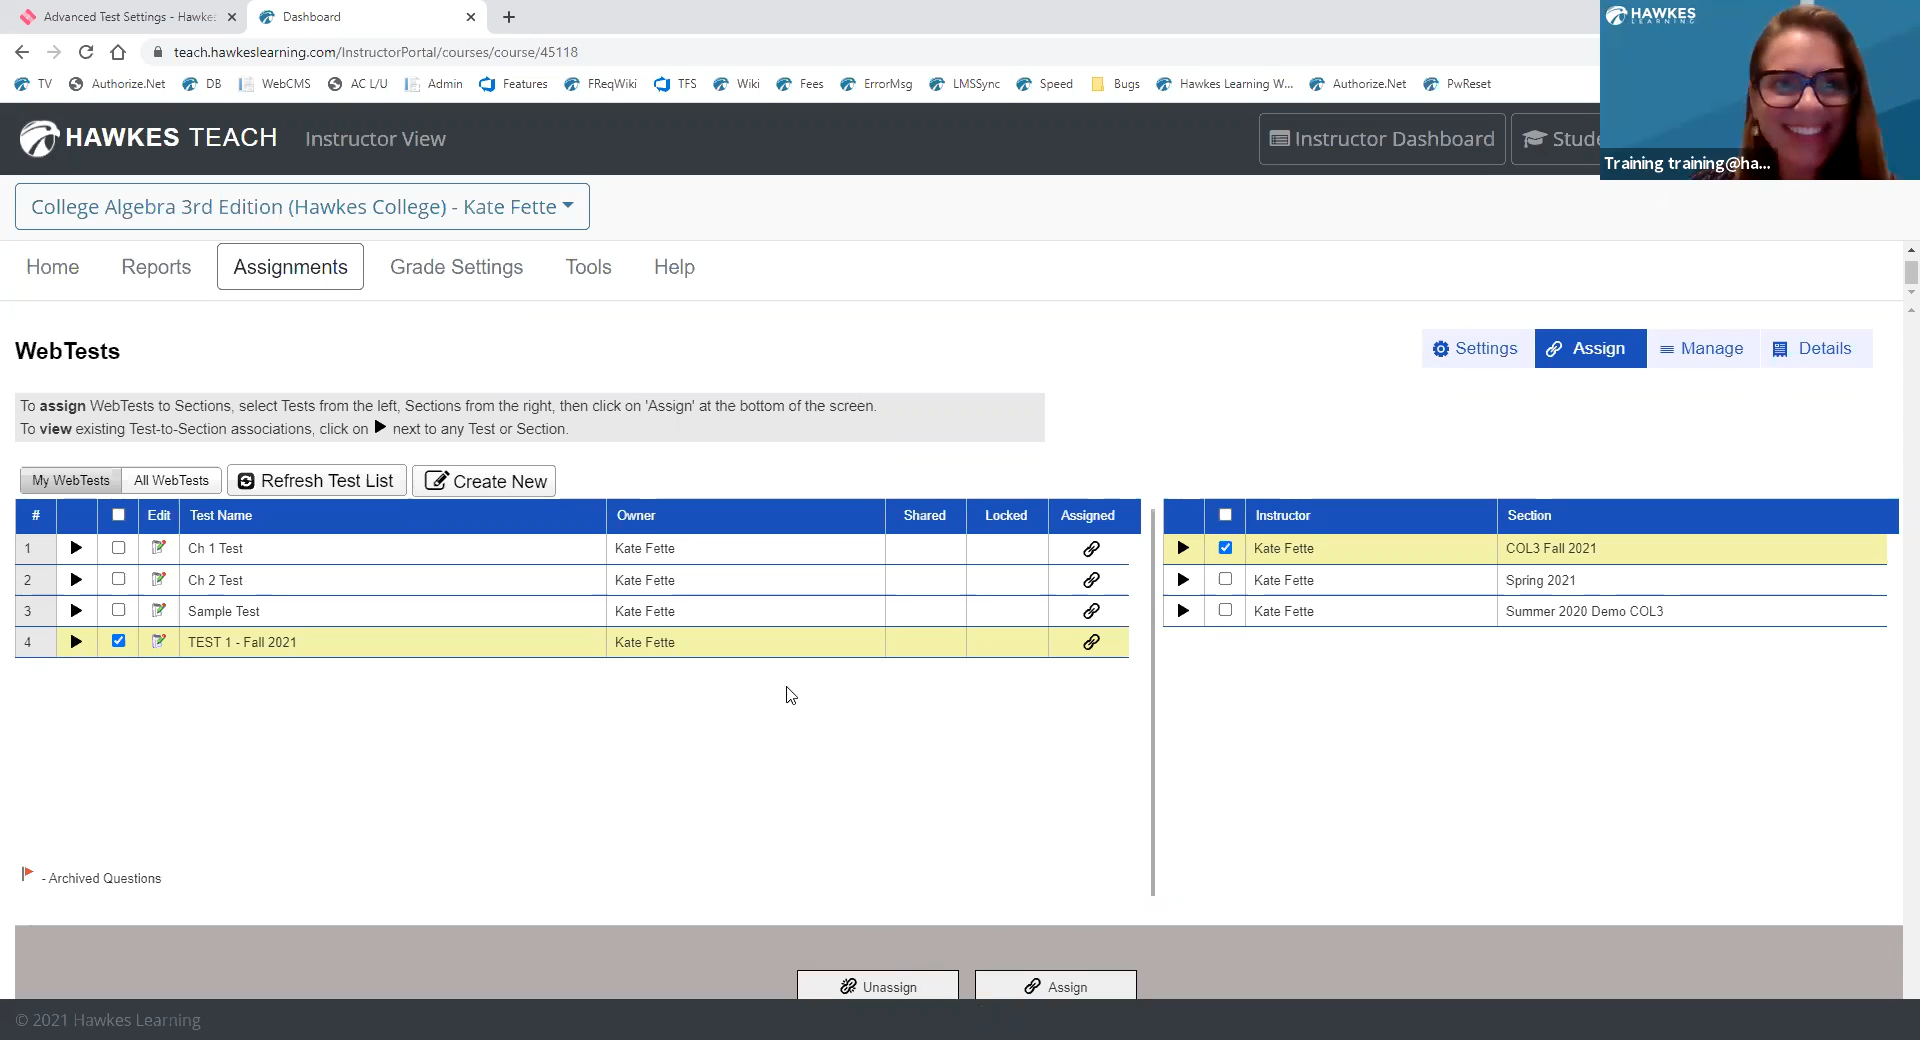 Advanced Test Settings - Hawkes
Dashboard
teach.hawkeslearning.com/InstructorPortal/courses/course/45118
TV Authorize.Net DB WebCMS AC L/U Admin Features FReqWiki TFS Wiki Fees ErrorMsg LMSSync Speed Bugs Hawkes Learning W... Authorize.Net PwReset
HAWKES LEARNING
Training training@ha...
HAWKES TEACH Instructor View Instructor Dashboard Stude
College Algebra 3rd Edition (Hawkes College) - Kate Fette
Home Reports Assignments Grade Settings Tools Help
WebTests
Settings Assign Manage Details
To assign WebTests to Sections, select Tests from the left, Sections from the right, then click on 'Assign' at the bottom of the screen.
To view existing Test-to-Section associations, click on ▶ next to any Test or Section.
My WebTests All WebTests Refresh Test List Create New
# Edit Test Name Owner Shared Locked Assigned Instructor Section
1 Ch 1 Test Kate Fette Kate Fette COL3 Fall 2021
2 Ch 2 Test Kate Fette Kate Fette Spring 2021
3 Sample Test Kate Fette Kate Fette Summer 2020 Demo COL3
4 TEST 1 - Fall 2021 Kate Fette
- Archived Questions
Unassign Assign
© 2021 Hawkes Learning